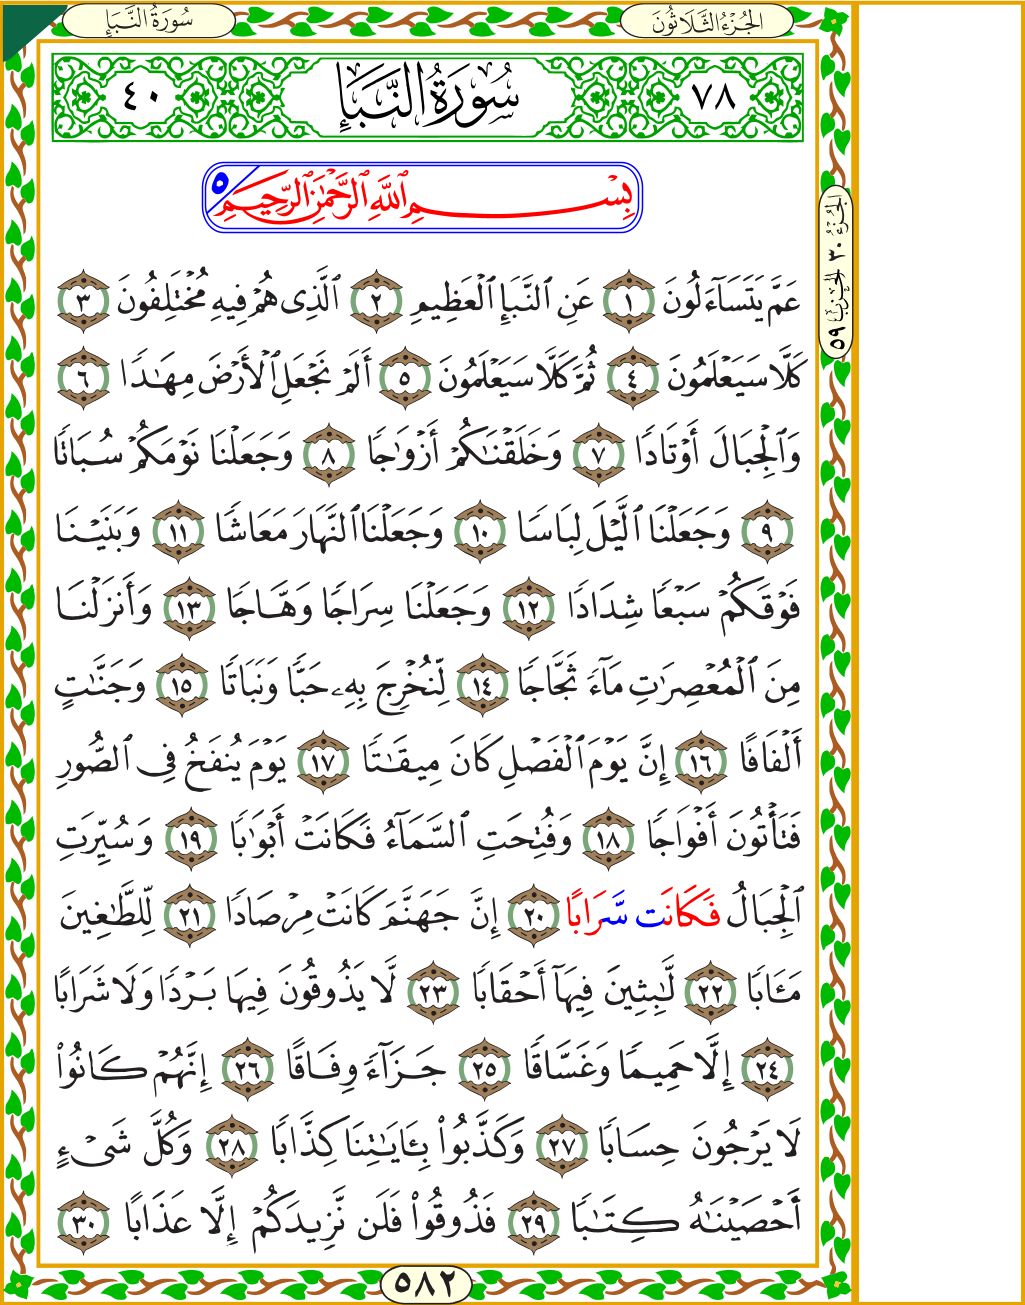 سُورَةُ النَّبَإِ
الجُزْءُ الثَّلَاثُونَ
٧٨
سُورَةُ النَّبَإِ
٤٠
بِسْمِ ٱللَّهِ ٱلرَّحْمَٰنِ ٱلرَّحِيمِ ٥
الجُزْءُ ٣٠ الحِزْبُ ٥٩
عَمَّ يَتَسَآءَلُونَ ١ عَنِ ٱلنَّبَإِ ٱلْعَظِيمِ ٢ ٱلَّذِى هُمْ فِيهِ مُخْتَلِفُونَ ٣
كَلَّا سَيَعْلَمُونَ ٤ ثُمَّ كَلَّا سَيَعْلَمُونَ ٥ أَلَمْ نَجْعَلِ ٱلْأَرْضَ مِهَٰدًا ٦
وَٱلْجِبَالَ أَوْتَادًا ٧ وَخَلَقْنَٰكُمْ أَزْوَٰجًا ٨ وَجَعَلْنَا نَوْمَكُمْ سُبَاتًا
٩ وَجَعَلْنَا ٱلَّيْلَ لِبَاسًا ١٠ وَجَعَلْنَا ٱلنَّهَارَ مَعَاشًا ١١ وَبَنَيْنَا
فَوْقَكُمْ سَبْعًا شِدَادًا ١٢ وَجَعَلْنَا سِرَاجًا وَهَّاجًا ١٣ وَأَنزَلْنَا
مِنَ ٱلْمُعْصِرَٰتِ مَآءً ثَجَّاجًا ١٤ لِّنُخْرِجَ بِهِۦ حَبًّا وَنَبَاتًا ١٥ وَجَنَّٰتٍ
أَلْفَافًا ١٦ إِنَّ يَوْمَ ٱلْفَصْلِ كَانَ مِيقَٰتًا ١٧ يَوْمَ يُنفَخُ فِى ٱلصُّورِ
فَتَأْتُونَ أَفْوَاجًا ١٨ وَفُتِحَتِ ٱلسَّمَآءُ فَكَانَتْ أَبْوَٰبًا ١٩ وَسُيِّرَتِ
ٱلْجِبَالُ فَكَانَت سَّرَابًا ٢٠ إِنَّ جَهَنَّمَ كَانَتْ مِرْصَادًا ٢١ لِّلطَّٰغِينَ
مَـَٔابًا ٢٢ لَّٰبِثِينَ فِيهَآ أَحْقَابًا ٢٣ لَّا يَذُوقُونَ فِيهَا بَرْدًا وَلَا شَرَابًا
٢٤ إِلَّا حَمِيمًا وَغَسَّاقًا ٢٥ جَزَآءً وِفَاقًا ٢٦ إِنَّهُمْ كَانُوا۟
لَا يَرْجُونَ حِسَابًا ٢٧ وَكَذَّبُوا۟ بِـَٔايَٰتِنَا كِذَّابًا ٢٨ وَكُلَّ شَىْءٍ
أَحْصَيْنَٰهُ كِتَٰبًا ٢٩ فَذُوقُوا۟ فَلَن نَّزِيدَكُمْ إِلَّا عَذَابًا ٣٠
٥٨٢